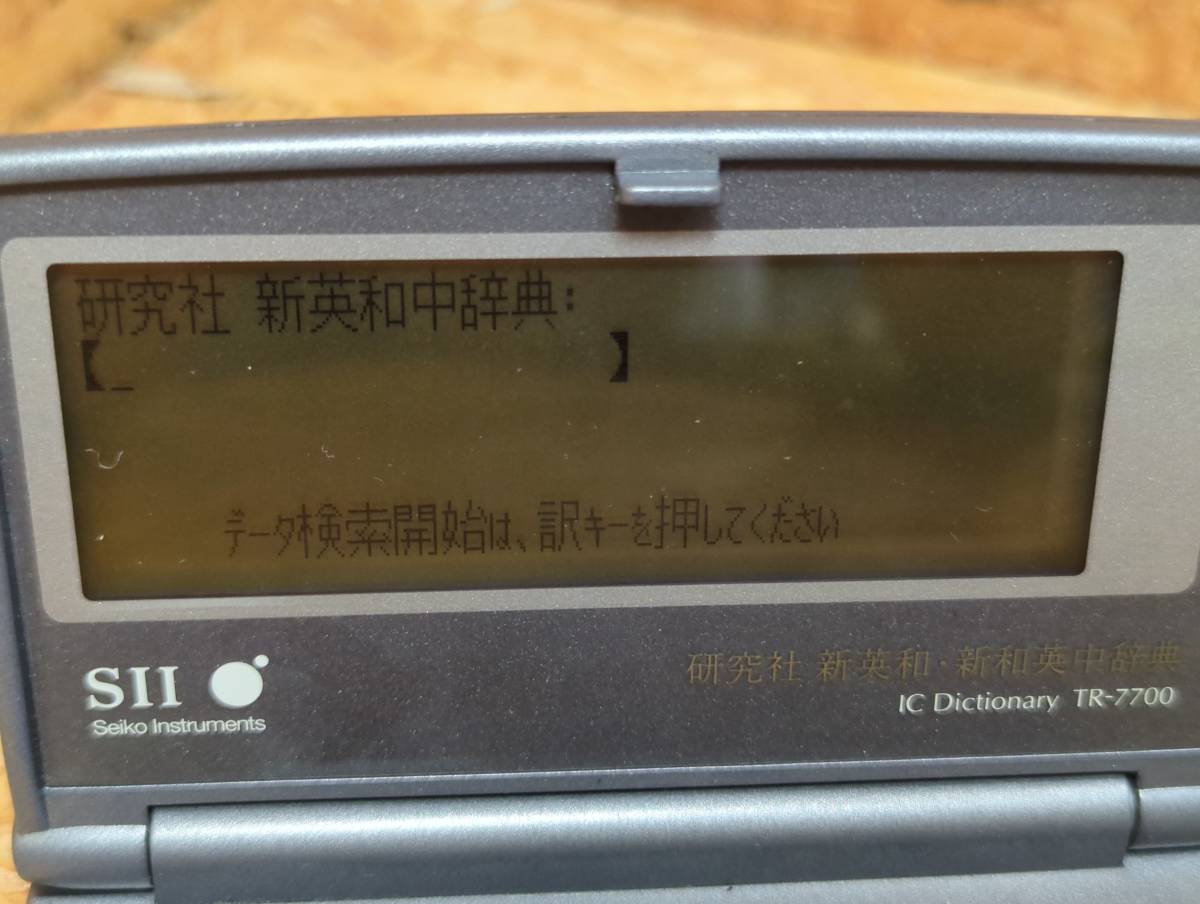 研究社 新英和中辞典:
【_ 】
データ検索開始は、訳キーを押してください
SII
Seiko Instruments
研究社 新英和・新和英中辞典
IC Dictionary TR-7700